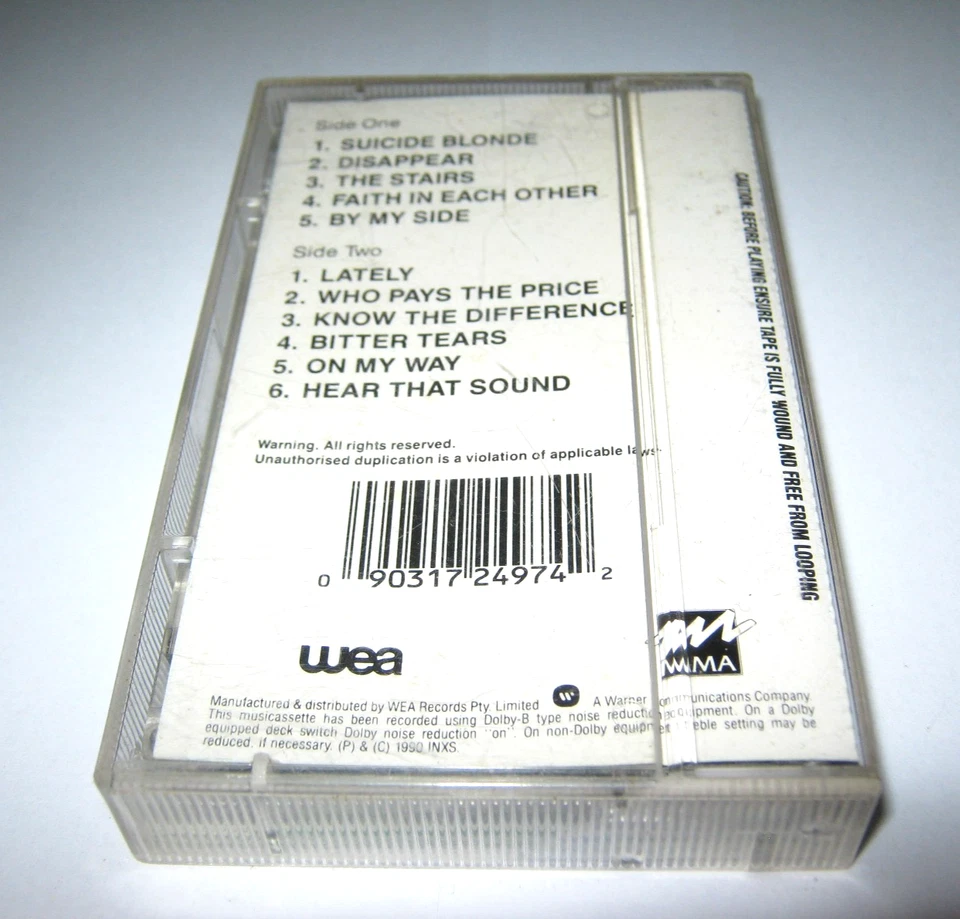 Side One
1. SUICIDE BLONDE
2. DISAPPEAR
3. THE STAIRS
4. FAITH IN EACH OTHER
5. BY MY SIDE
Side Two
1. LATELY
2. WHO PAYS THE PRICE
3. KNOW THE DIFFERENCE
4. BITTER TEARS
5. ON MY WAY
6. HEAR THAT SOUND
Warning. All rights reserved.
Unauthorised duplication is a violation of applicable laws.
0 90317 24974 2
wea
MMA
Manufactured & distributed by WEA Records Pty. Limited A Warner Communications Company
This musicassette has been recorded using Dolby-B type noise reduction equipment. On a Dolby
equipped deck switch Dolby noise reduction "on". On non-Dolby equipment treble setting may be
reduced, if necessary. (P) & (C) 1990 INXS.
CAUTION: BEFORE PLAYING ENSURE TAPE IS FULLY WOUND AND FREE FROM LOOPING